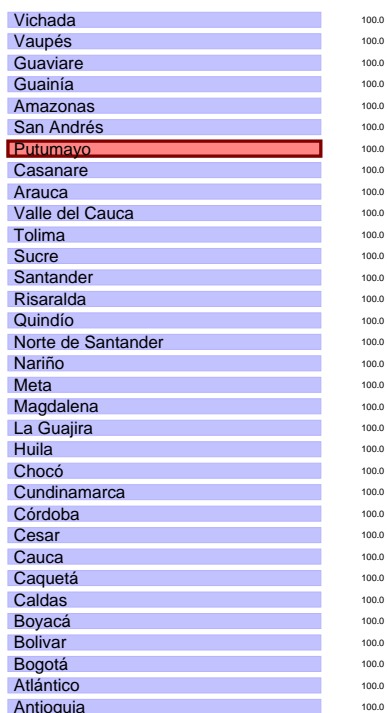 Vichada 100.0
Vaupés 100.0
Guaviare 100.0
Guainía 100.0
Amazonas 100.0
San Andrés 100.0
Putumayo 100.0
Casanare 100.0
Arauca 100.0
Valle del Cauca 100.0
Tolima 100.0
Sucre 100.0
Santander 100.0
Risaralda 100.0
Quindío 100.0
Norte de Santander 100.0
Nariño 100.0
Meta 100.0
Magdalena 100.0
La Guajira 100.0
Huila 100.0
Chocó 100.0
Cundinamarca 100.0
Córdoba 100.0
Cesar 100.0
Cauca 100.0
Caquetá 100.0
Caldas 100.0
Boyacá 100.0
Bolivar 100.0
Bogotá 100.0
Atlántico 100.0
Antioquia 100.0